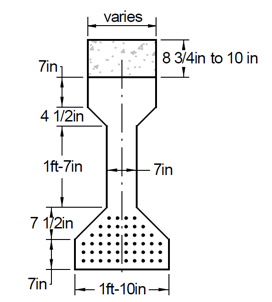 varies
8 3/4in to 10 in
7in
4 1/2in
1ft-7in
7in
7 1/2in
7in
1ft-10in